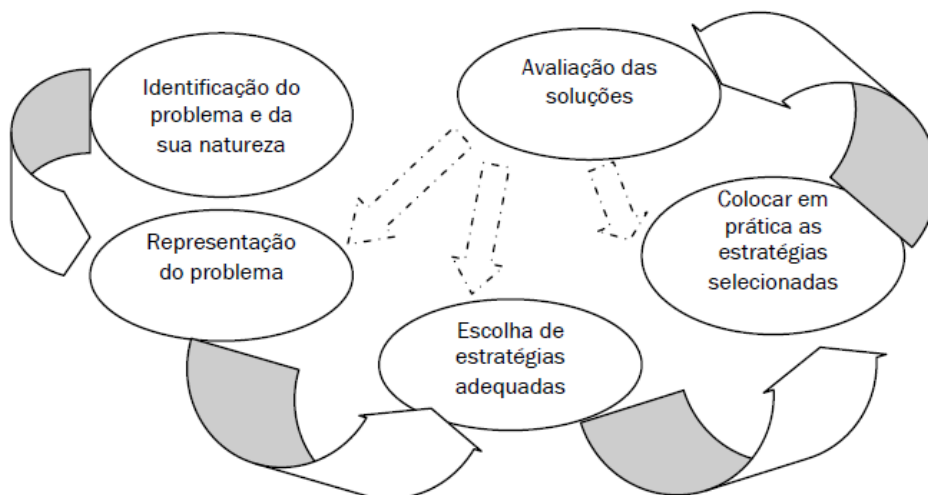 Identificação do
problema e da
sua natureza
Representação
do problema
Escolha de
estratégias
adequadas
Colocar em
prática as
estratégias
selecionadas
Avaliação das
soluções